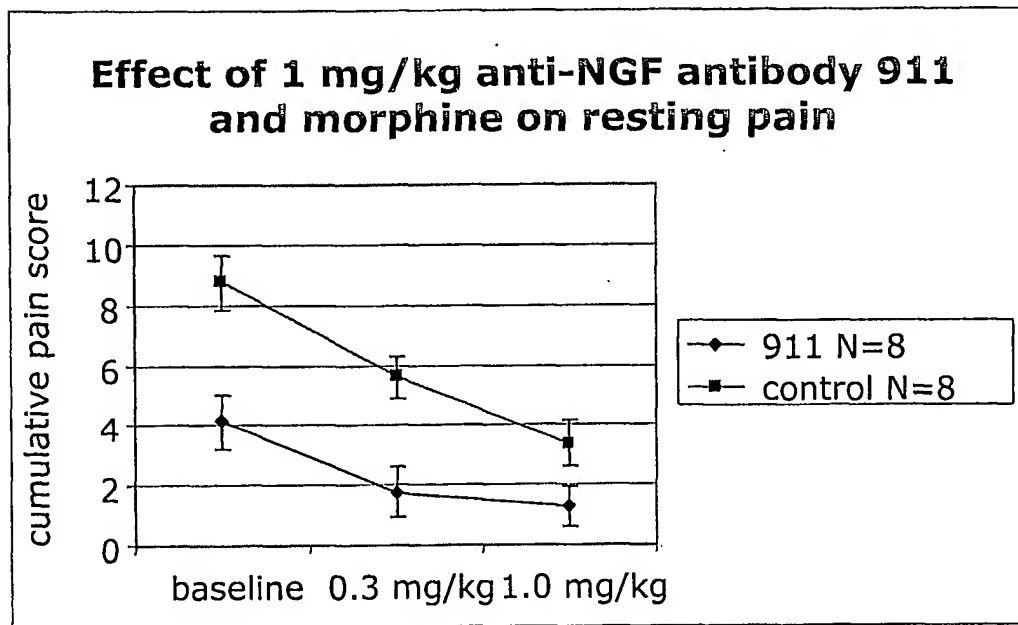 Effect of 1 mg/kg anti-NGF antibody 911
and morphine on resting pain
cumulative pain score
12
10
8
6
4
2
0
baseline 0.3 mg/kg 1.0 mg/kg
911 N=8
control N=8